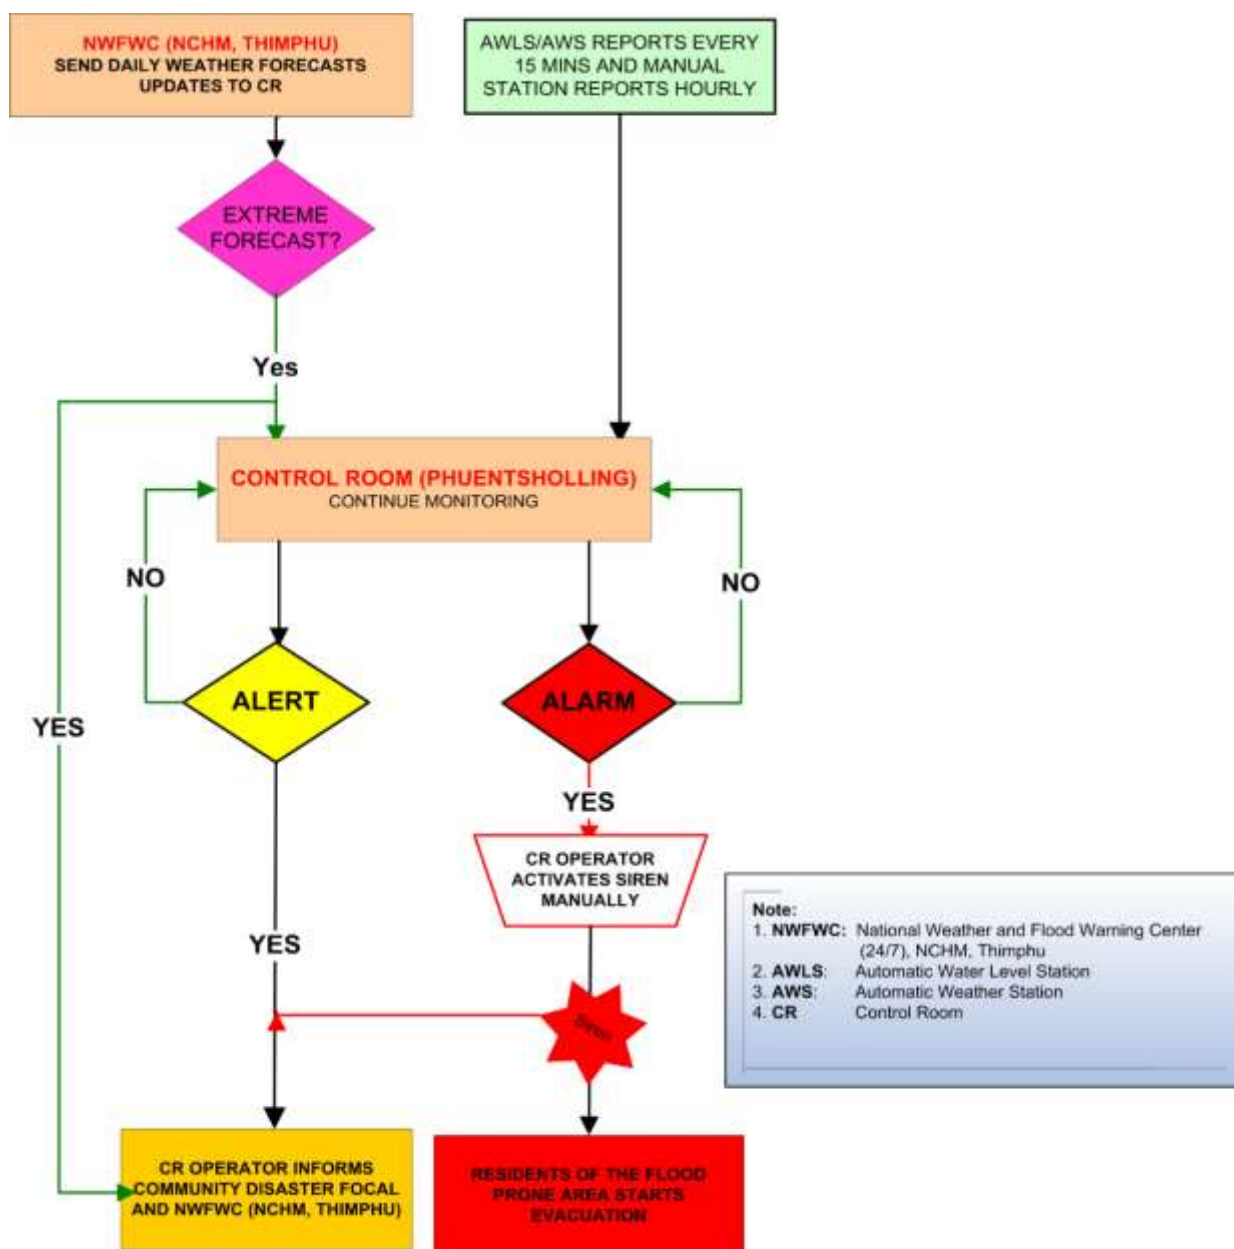 NWFWC (NCHM, THIMPHU)
SEND DAILY WEATHER FORECASTS
UPDATES TO CR
AWLS/AWS REPORTS EVERY
15 MINS AND MANUAL
STATION REPORTS HOURLY
EXTREME
FORECAST?
Yes
CONTROL ROOM (PHUENTSHOLLING)
CONTINUE MONITORING
NO
NO
ALERT
ALARM
YES
YES
CR OPERATOR
ACTIVATES SIREN
MANUALLY
YES
Siren
Note:
1. NWFWC: National Weather and Flood Warning Center
(24/7), NCHM, Thimphu
2. AWLS: Automatic Water Level Station
3. AWS: Automatic Weather Station
4. CR Control Room
CR OPERATOR INFORMS
COMMUNITY DISASTER FOCAL
AND NWFWC (NCHM, THIMPHU)
RESIDENTS OF THE FLOOD
PRONE AREA STARTS
EVACUATION